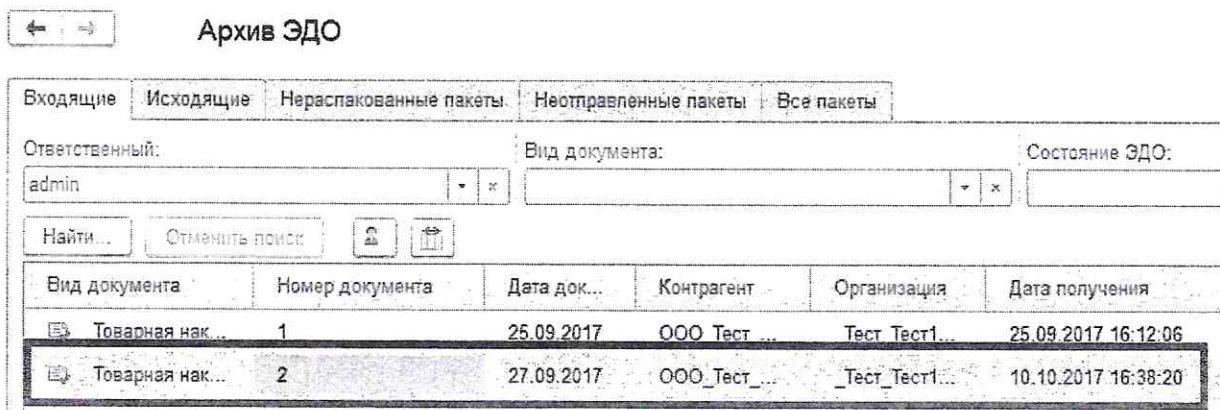 Архив ЭДО
Входящие Исходящие Нераспакованные пакеты Неотправленные пакеты Все пакеты
Ответственный: Вид документа: Состояние ЭДО:
admin
Найти... Отменить поиск
Вид документа Номер документа Дата док... Контрагент Организация Дата получения
Товарная нак... 1 25.09.2017 ООО_Тест_... _Тест_Тест1... 25.09.2017 16:12:06
Товарная нак... 2 27.09.2017 ООО_Тест_... _Тест_Тест1... 10.10.2017 16:38:20